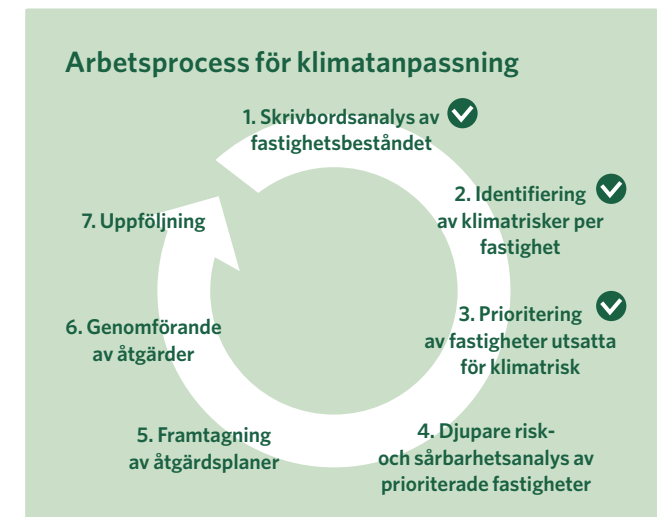 Arbetsprocess för klimatanpassning
1. Skrivbordsanalys av
fastighetsbeståndet
2. Identifiering
av klimatrisker per
fastighet
3. Prioritering
av fastigheter utsatta
för klimatrisk
4. Djupare risk-
och sårbarhetsanalys av
prioriterade fastigheter
5. Framtagning
av åtgärdsplaner
6. Genomförande
av åtgärder
7. Uppföljning